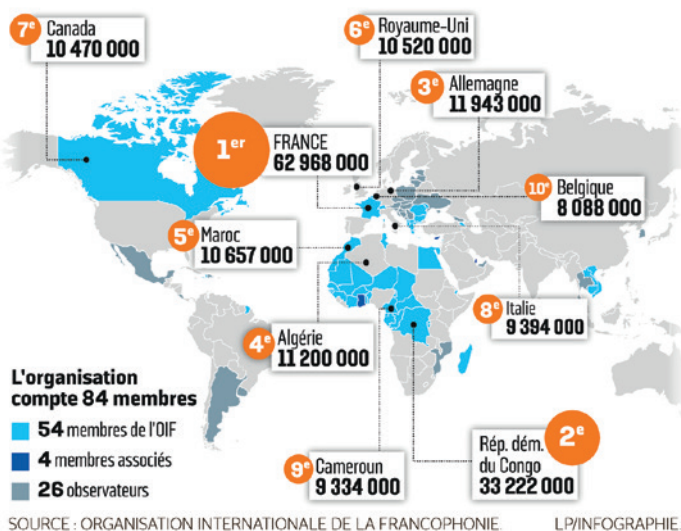 7e Canada
10 470 000
6e Royaume-Uni
10 520 000
3e Allemagne
11 943 000
1er FRANCE
62 968 000
10e Belgique
8 088 000
5e Maroc
10 657 000
8e Italie
9 394 000
4e Algérie
11 200 000
L'organisation
compte 84 membres
54 membres de l'OIF
4 membres associés
26 observateurs
9e Cameroun
9 334 000
2e
Rép. dém.
du Congo
33 222 000
SOURCE : ORGANISATION INTERNATIONALE DE LA FRANCOPHONIE. LP/INFOGRAPHIE